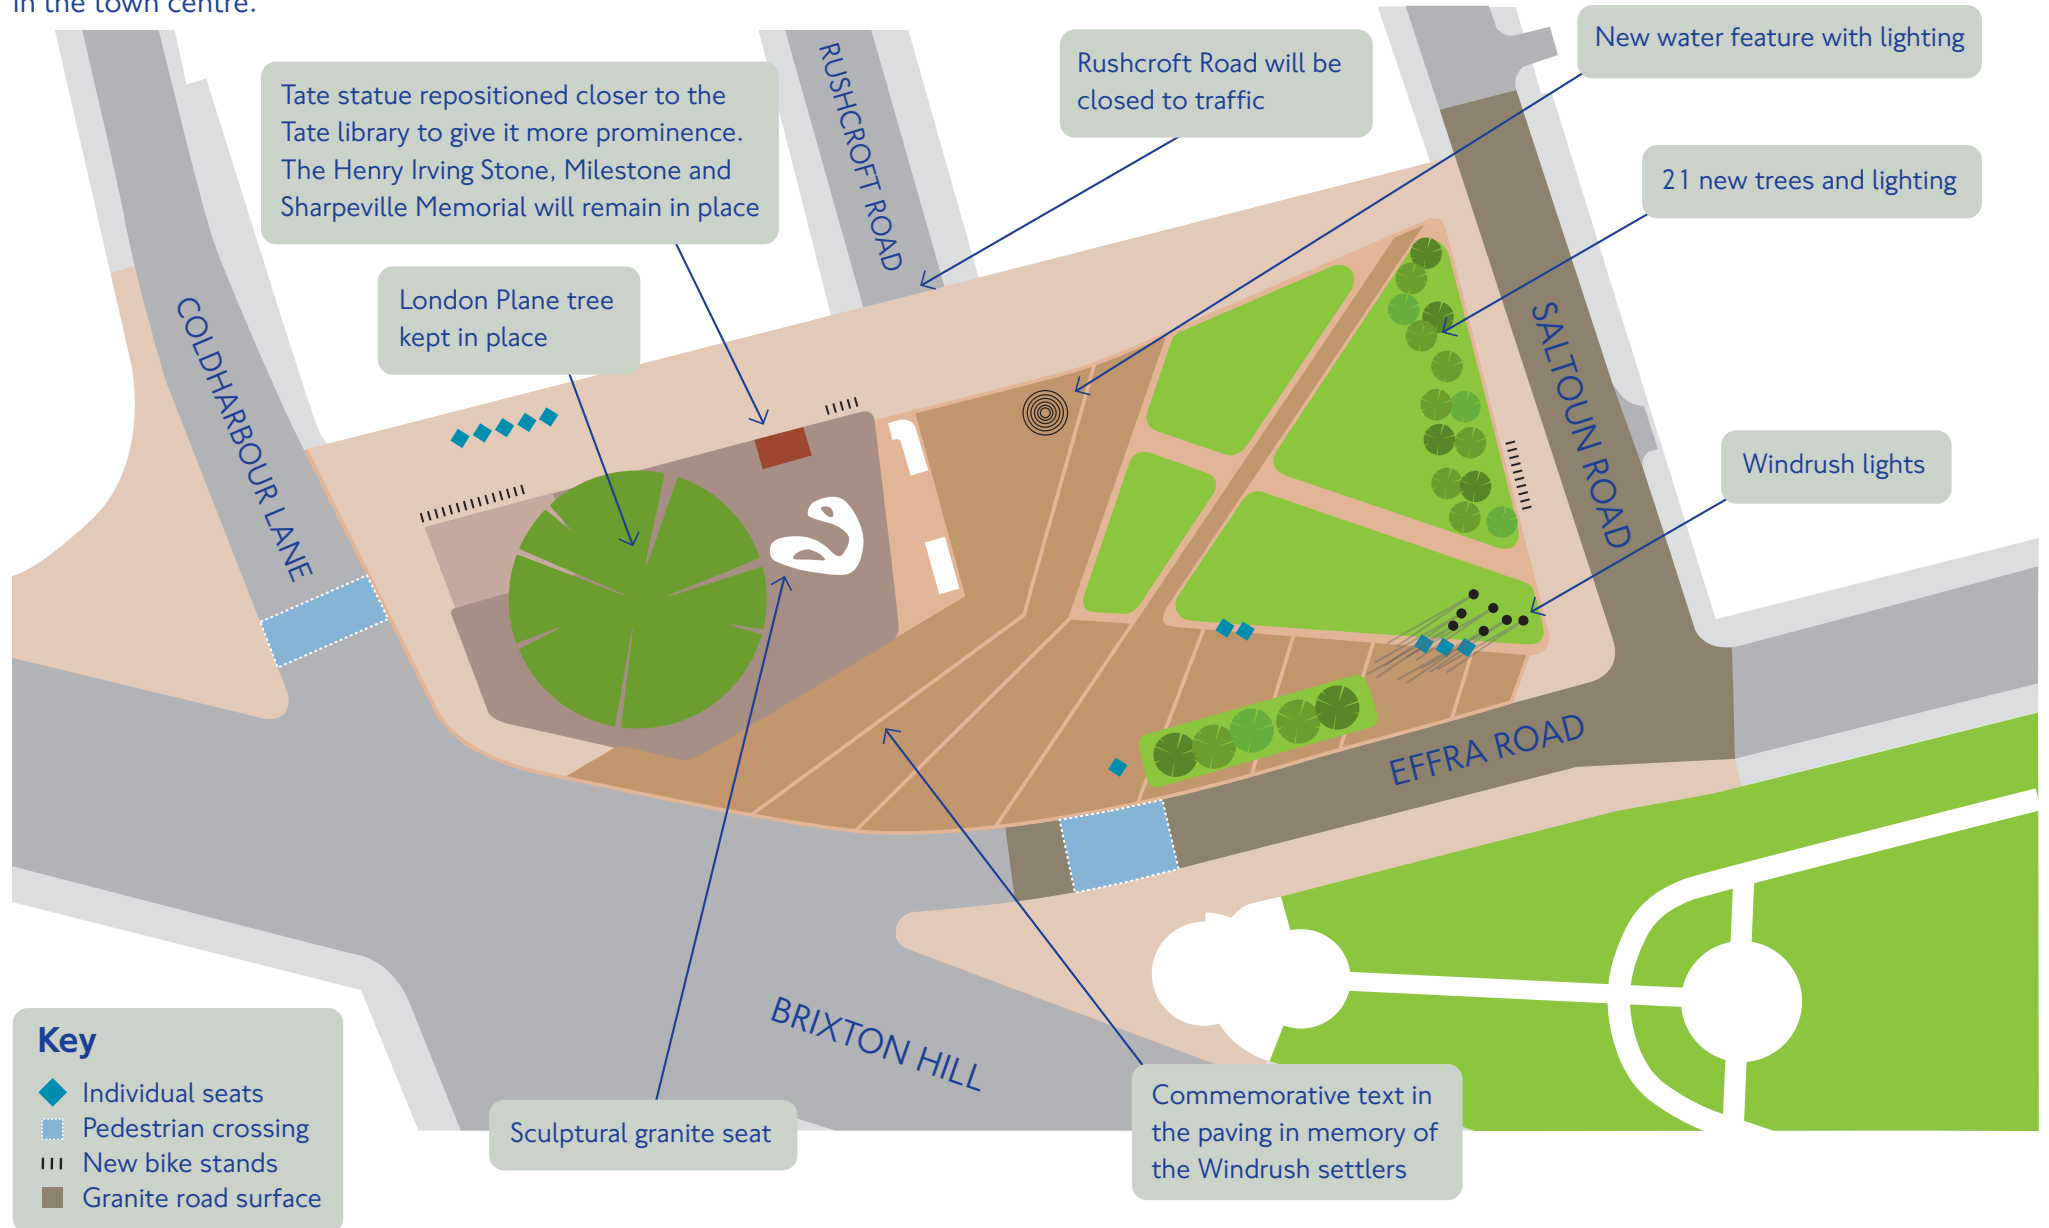 in the town centre.
Tate statue repositioned closer to the
Tate library to give it more prominence.
The Henry Irving Stone, Milestone and
Sharpeville Memorial will remain in place
RUSHCROFT ROAD
Rushcroft Road will be
closed to traffic
New water feature with lighting
21 new trees and lighting
London Plane tree
kept in place
COLDHARBOUR LANE
SALTOUN ROAD
Windrush lights
EFFRA ROAD
BRIXTON HILL
Sculptural granite seat
Commemorative text in
the paving in memory of
the Windrush settlers
Key
Individual seats
Pedestrian crossing
New bike stands
Granite road surface